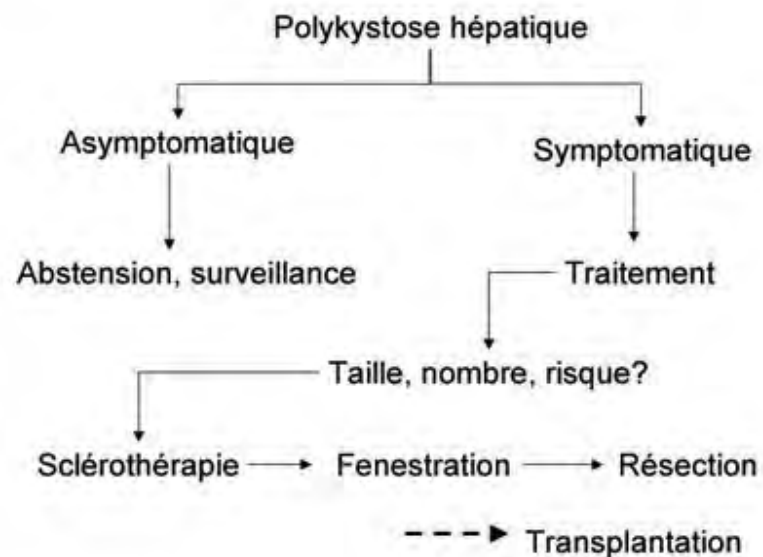 Polykystose hépatique
Asymptomatique
Symptomatique
Abstension, surveillance
Traitement
Taille, nombre, risque?
Sclérothérapie
Fenestration
Résection
Transplantation